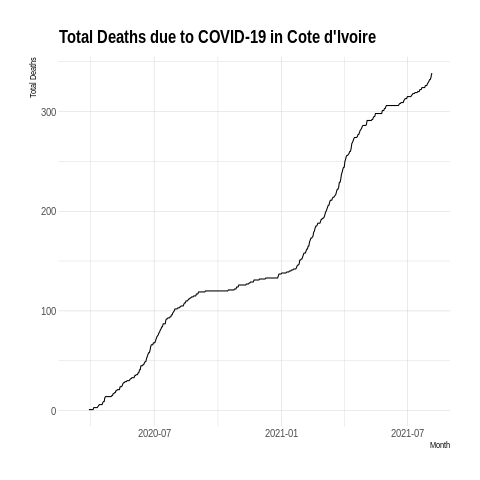 Total Deaths due to COVID-19 in Cote d'Ivoire
Total Deaths
300
200
100
0
2020-07 2021-01 2021-07
Month